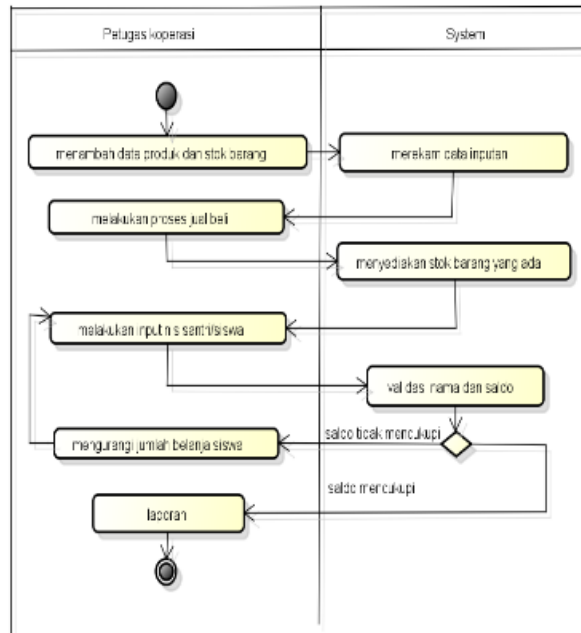 Petugas koperasi
System
menambah data produk dan stok barang
merekam data inputan
melakukan proses jual beli
menyediakan stok barang yang ada
melakukan input nis santri/siswa
validasi nama dan saldo
saldo tidak mencukupi
mengurangi jumlah belanja siswa
saldo mencukupi
laporan